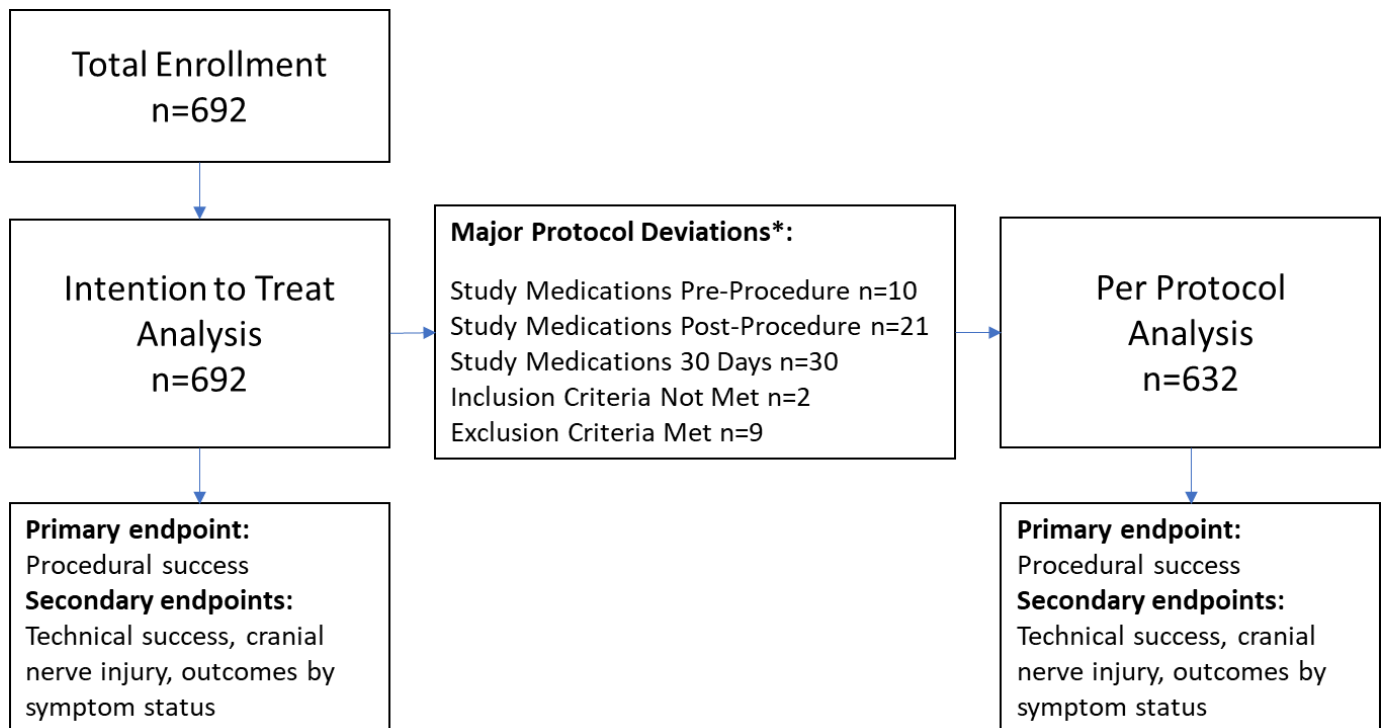 Total Enrollment
n=692
Intention to Treat
Analysis
n=692
Major Protocol Deviations*:
Study Medications Pre-Procedure n=10
Study Medications Post-Procedure n=21
Study Medications 30 Days n=30
Inclusion Criteria Not Met n=2
Exclusion Criteria Met n=9
Per Protocol
Analysis
n=632
Primary endpoint:
Procedural success
Secondary endpoints:
Technical success, cranial
nerve injury, outcomes by
symptom status
Primary endpoint:
Procedural success
Secondary endpoints:
Technical success, cranial
nerve injury, outcomes by
symptom status